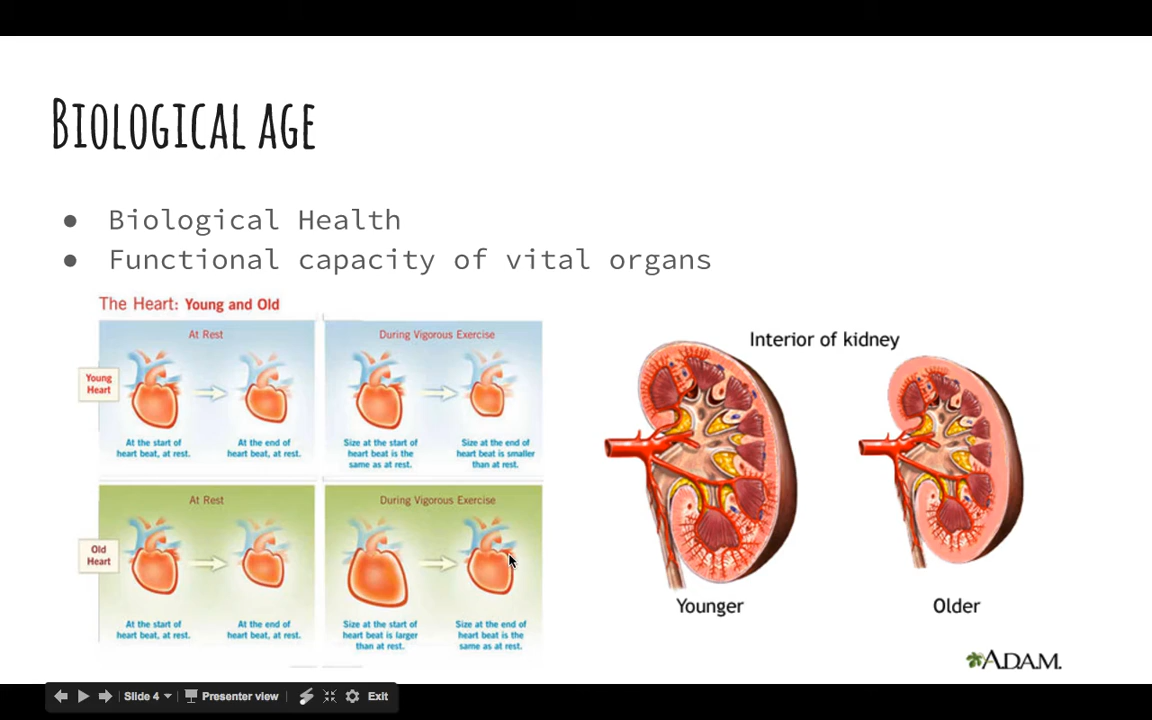 BIOLOGICAL AGE
● Biological Health
● Functional capacity of vital organs
The Heart: Young and Old
At Rest
During Vigorous Exercise
Young
Heart
At the start of
heart beat, at rest.
At the end of
heart beat, at rest.
Size at the start of
heart beat is the
same as at rest.
Size at the end of
heart beat is smaller
than at rest.
At Rest
During Vigorous Exercise
Old
Heart
At the start of
heart beat, at rest.
At the end of
heart beat, at rest.
Size at the start of
heart beat is larger
than at rest.
Size at the end of
heart beat is the
same as at rest.
Interior of kidney
Younger
Older
ADAM.
Slide 4
Presenter view
Exit